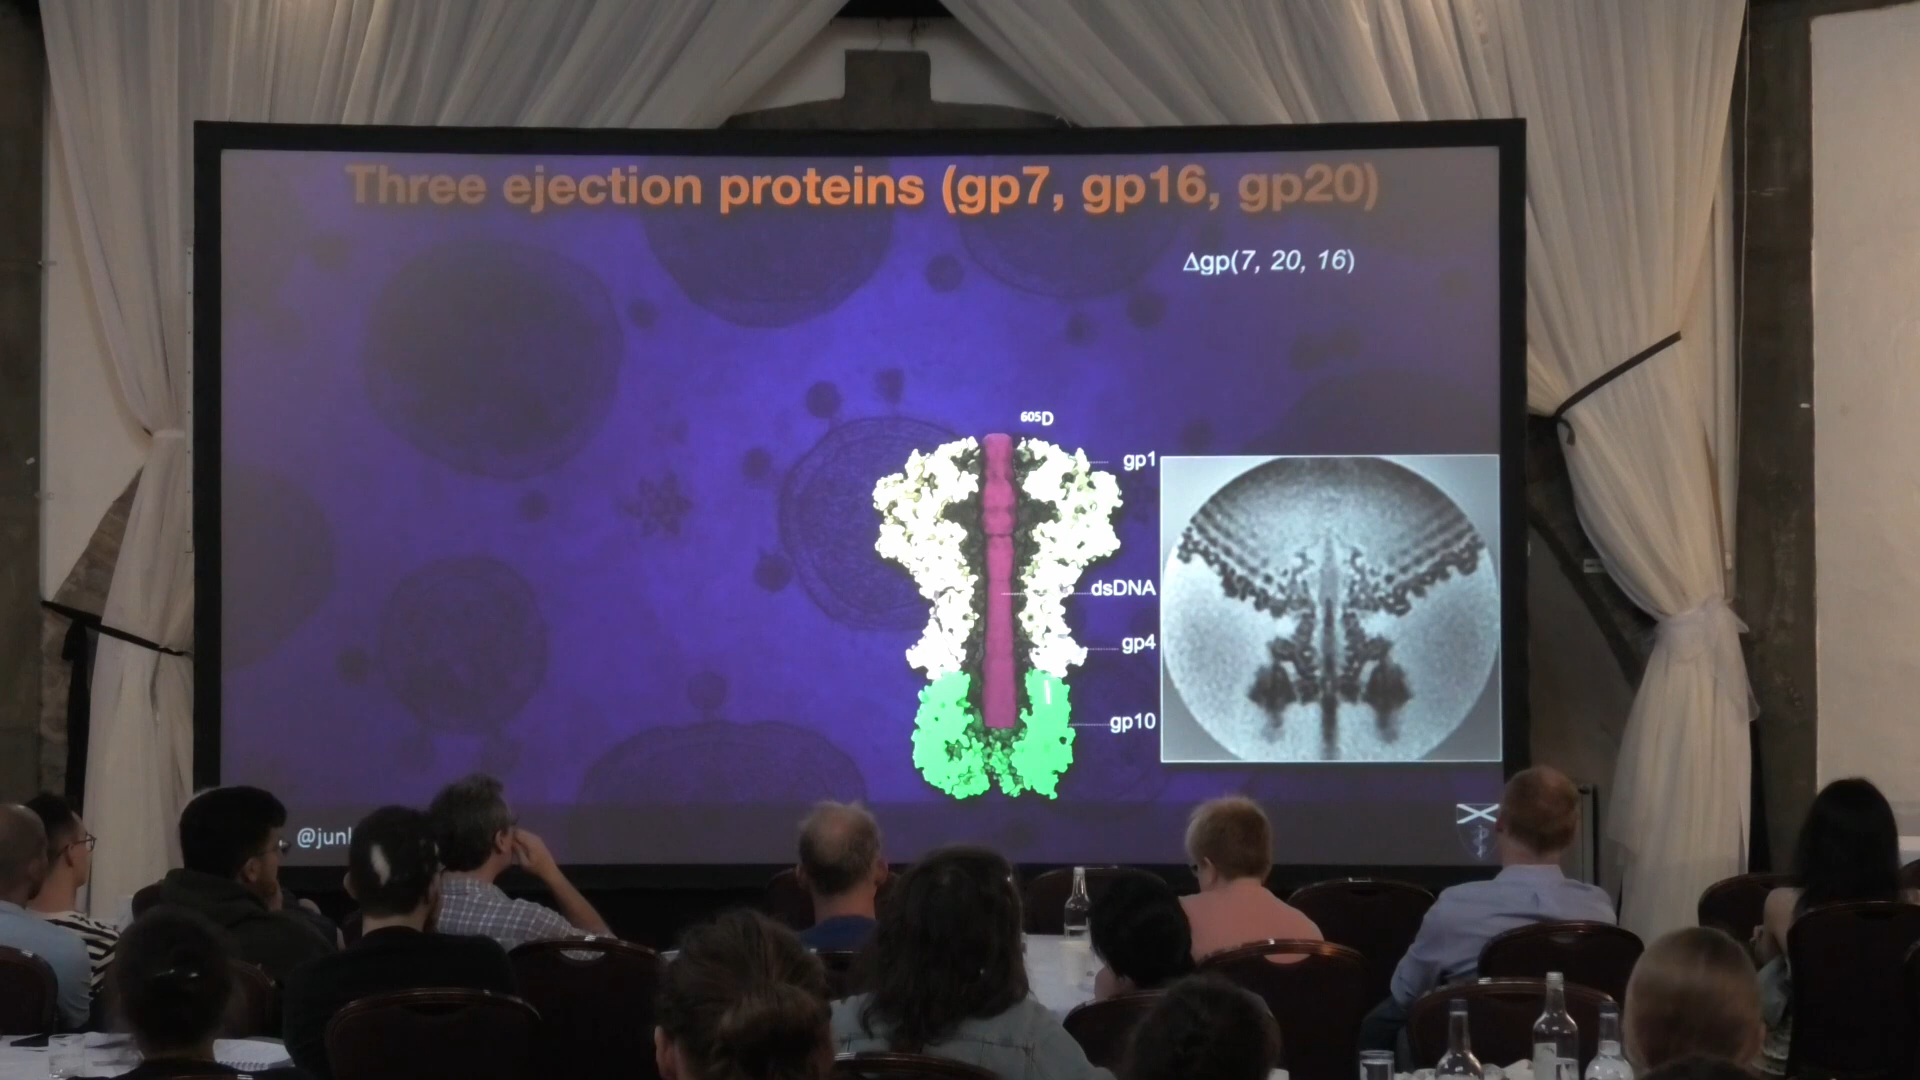 Three ejection proteins (gp7, gp16, gp20)
Δgp(7, 20, 16)
605D
gp1
dsDNA
gp4
gp10